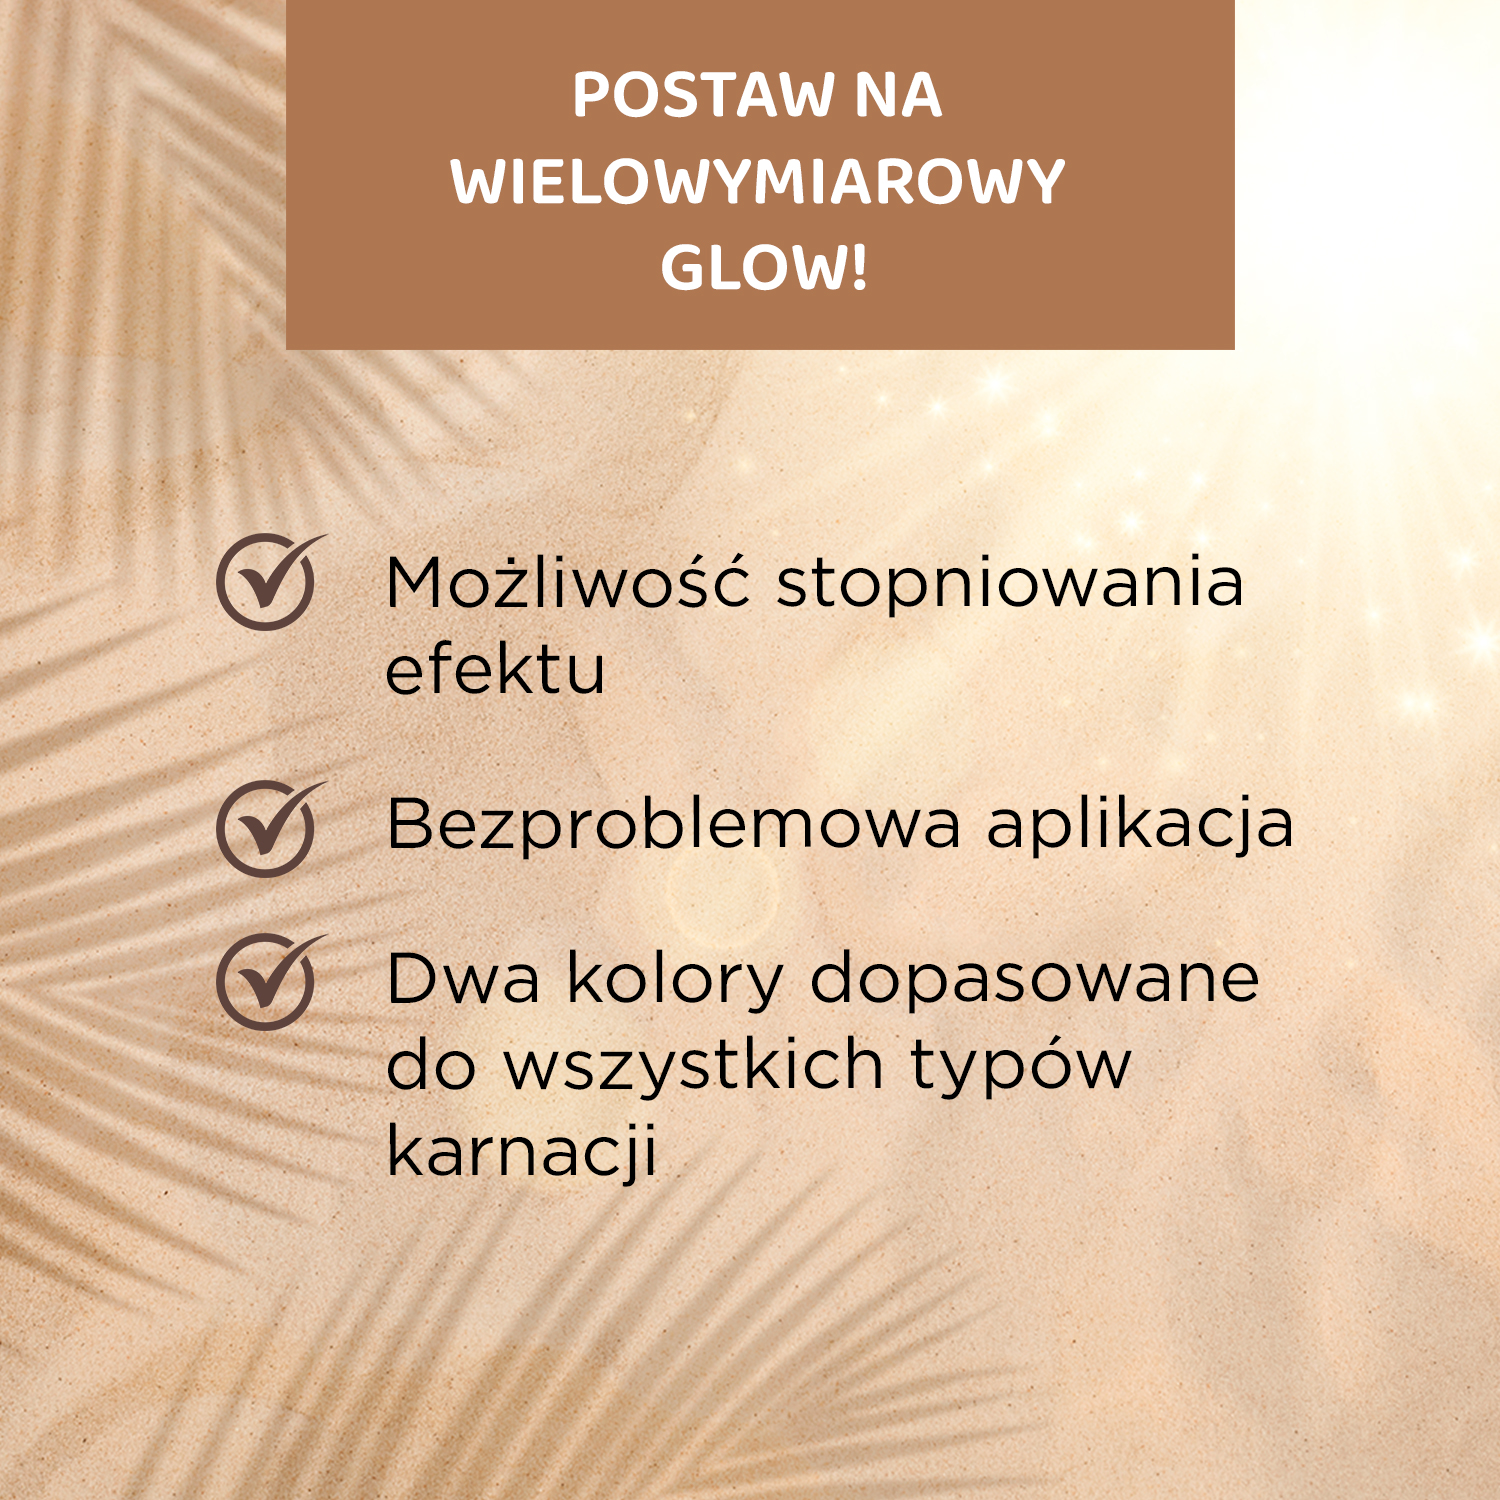 POSTAW NA
WIELOWYMIAROWY
GLOW!
Możliwość stopniowania
efektu
Bezproblemowa aplikacja
Dwa kolory dopasowane
do wszystkich typów
karnacji